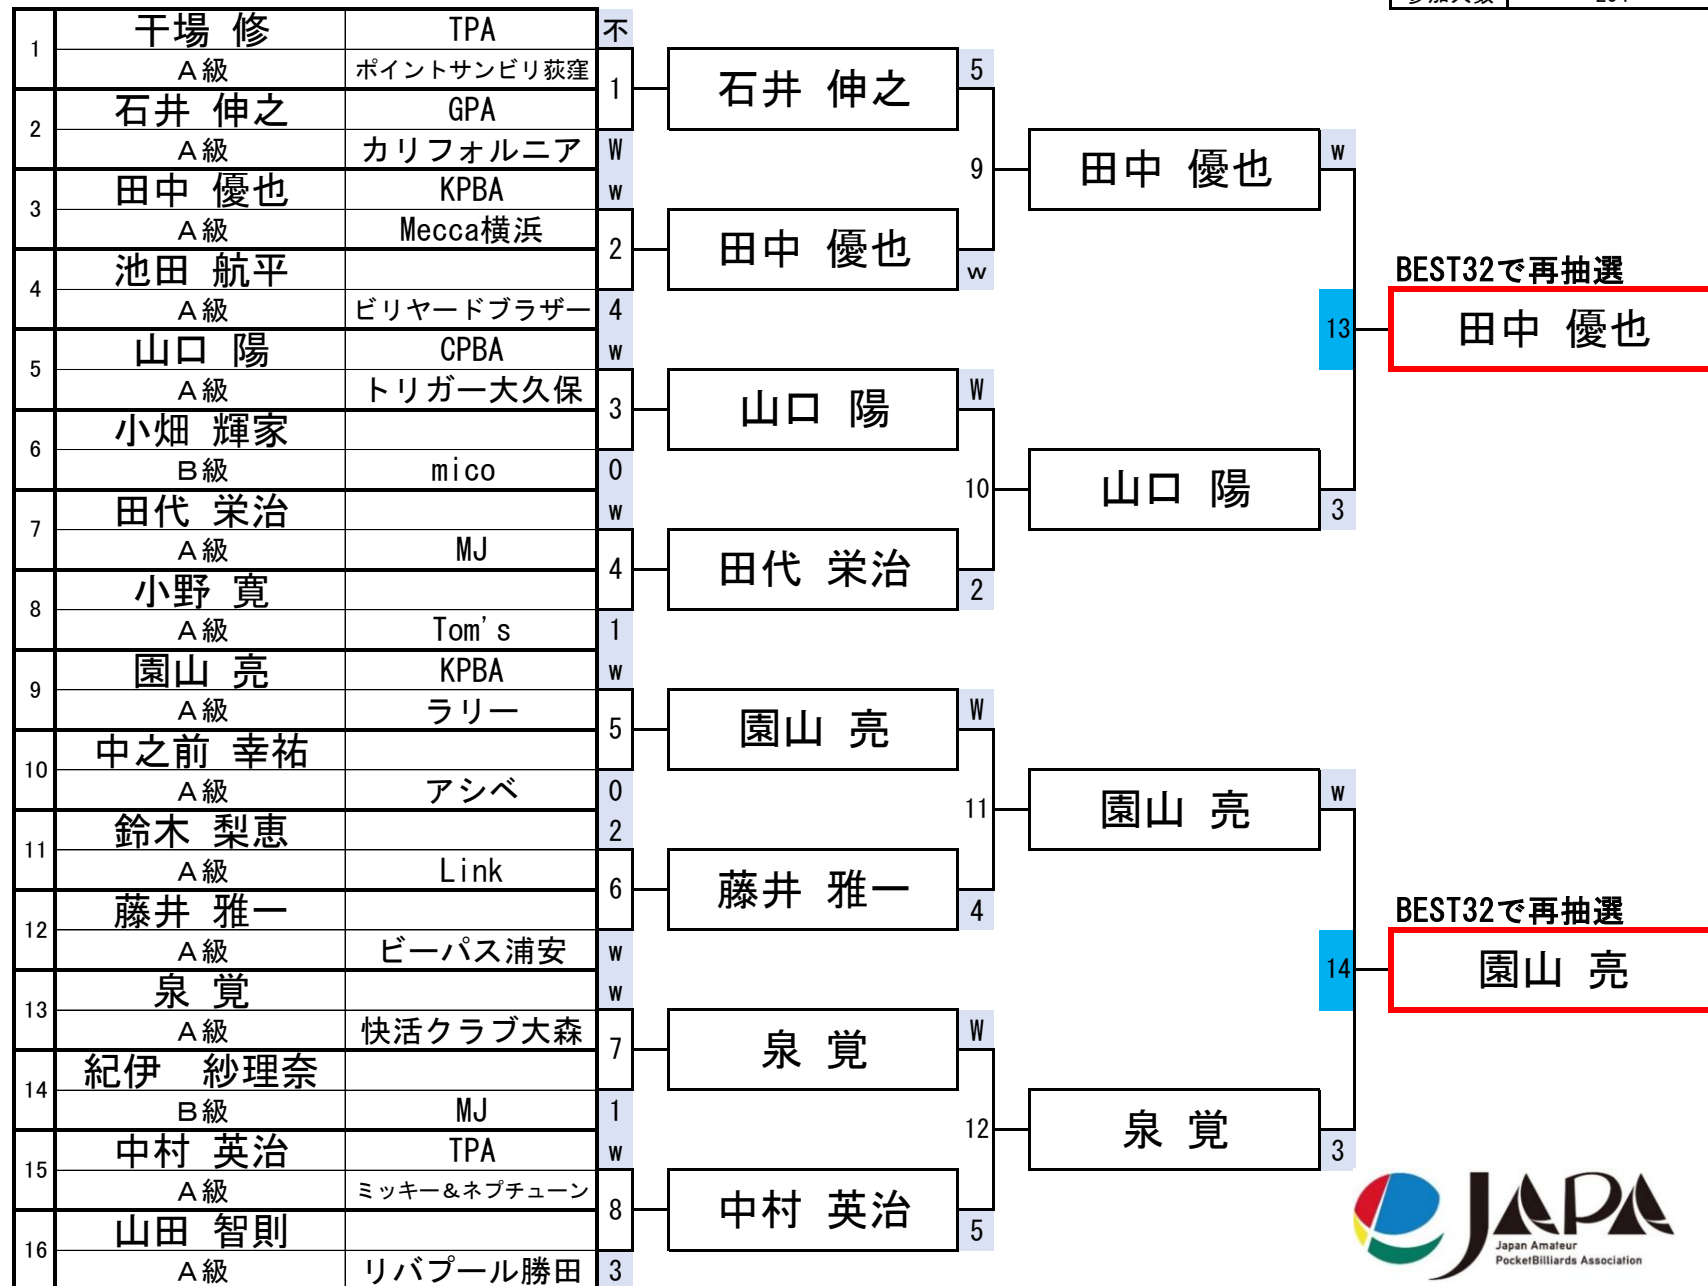 1 干場 修 TPA 不
A級 ポイントサンビリ荻窪
2 石井 伸之 GPA
A級 カリフォルニア W
3 田中 優也 KPBA w
A級 Mecca横浜
4 池田 航平
A級 ビリヤードブラザー 4
5 山口 陽 CPBA w
A級 トリガー大久保
6 小畑 輝家
B級 mico 0
7 田代 栄治 w
A級 MJ
8 小野 寛
A級 Tom's 1
9 園山 亮 KPBA w
A級 ラリー
10 中之前 幸祐
A級 アシベ 0
11 鈴木 梨恵 2
A級 Link
12 藤井 雅一
A級 ビーパス浦安 w
13 泉 覚 w
A級 快活クラブ大森
14 紀伊 紗理奈
B級 MJ 1
15 中村 英治 TPA w
A級 ミッキー&ネプチューン
16 山田 智則
A級 リバプール勝田 3
1 石井 伸之 5
2 田中 優也 w
3 山口 陽 W
4 田代 栄治 2
5 園山 亮 W
6 藤井 雅一 4
7 泉 覚 W
8 中村 英治 5
9 田中 優也 w
10 山口 陽 3
11 園山 亮 w
12 泉 覚 3
BEST32で再抽選
13 田中 優也
BEST32で再抽選
14 園山 亮
JAPA
Japan Amateur
PocketBilliards Association